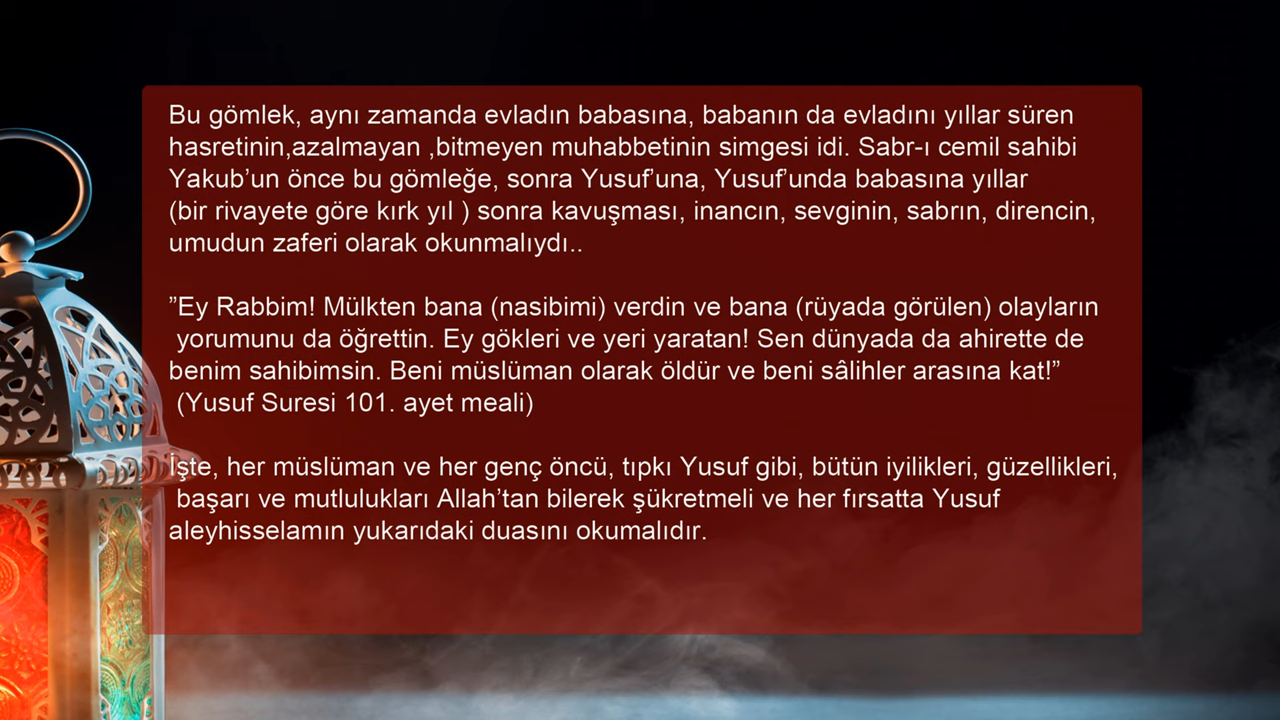 Bu gömlek, aynı zamanda evladın babasına, babanın da evladını yıllar süren
hasretinin,azalmayan ,bitmeyen muhabbetinin simgesi idi. Sabr-ı cemil sahibi
Yakub’un önce bu gömleğe, sonra Yusuf’una, Yusuf’unda babasına yıllar
(bir rivayete göre kırk yıl ) sonra kavuşması, inancın, sevginin, sabrın, direncin,
umudun zaferi olarak okunmalıydı..
”Ey Rabbim! Mülkten bana (nasibimi) verdin ve bana (rüyada görülen) olayların
yorumunu da öğrettin. Ey gökleri ve yeri yaratan! Sen dünyada da ahirette de
benim sahibimsin. Beni müslüman olarak öldür ve beni sâlihler arasına kat!”
(Yusuf Suresi 101. ayet meali)
İşte, her müslüman ve her genç öncü, tıpkı Yusuf gibi, bütün iyilikleri, güzellikleri,
başarı ve mutlulukları Allah’tan bilerek şükretmeli ve her fırsatta Yusuf
aleyhisselamın yukarıdaki duasını okumalıdır.